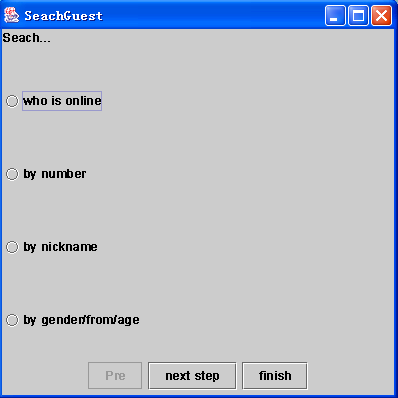 SeachGuest
Seach...
who is online
by number
by nickname
by gender/from/age
Pre next step finish